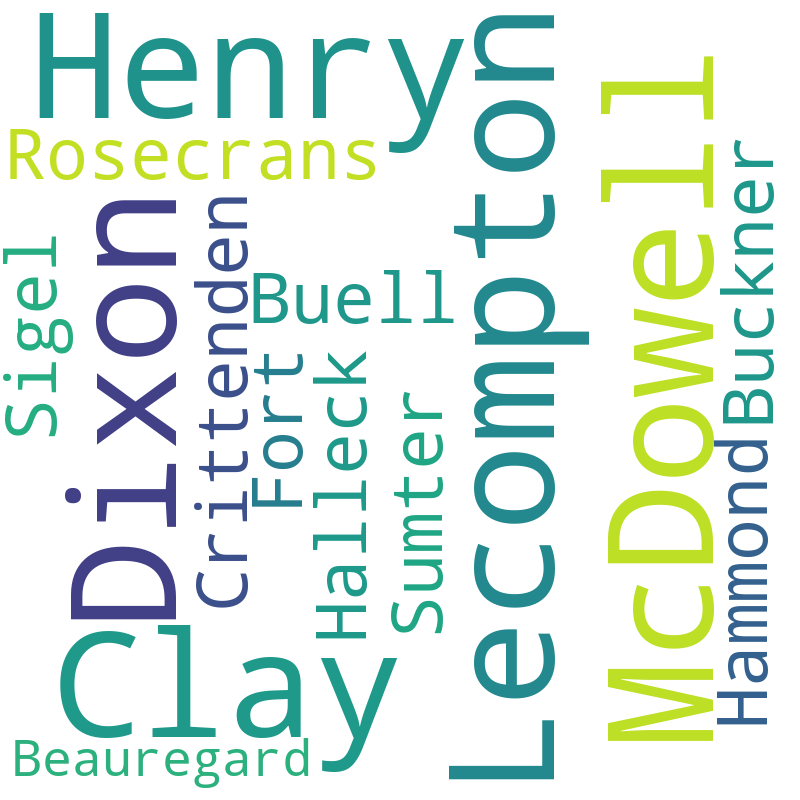 Henry
Rosecrans
Sigel
Dixon
Crittenden
Buell
Fort
Halleck
Sumter
Lecompton
McDowell
Buckner
Hammond
Clay
Beauregard